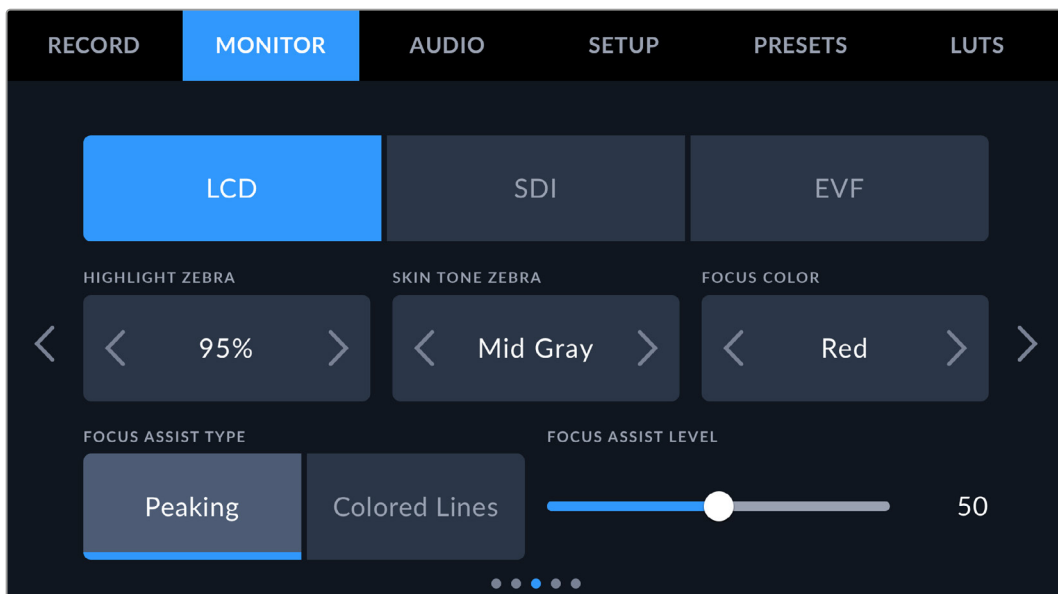 RECORD MONITOR AUDIO SETUP PRESETS LUTS
LCD SDI EVF
HIGHLIGHT ZEBRA SKIN TONE ZEBRA FOCUS COLOR
95% Mid Gray Red
FOCUS ASSIST TYPE FOCUS ASSIST LEVEL
Peaking Colored Lines 50